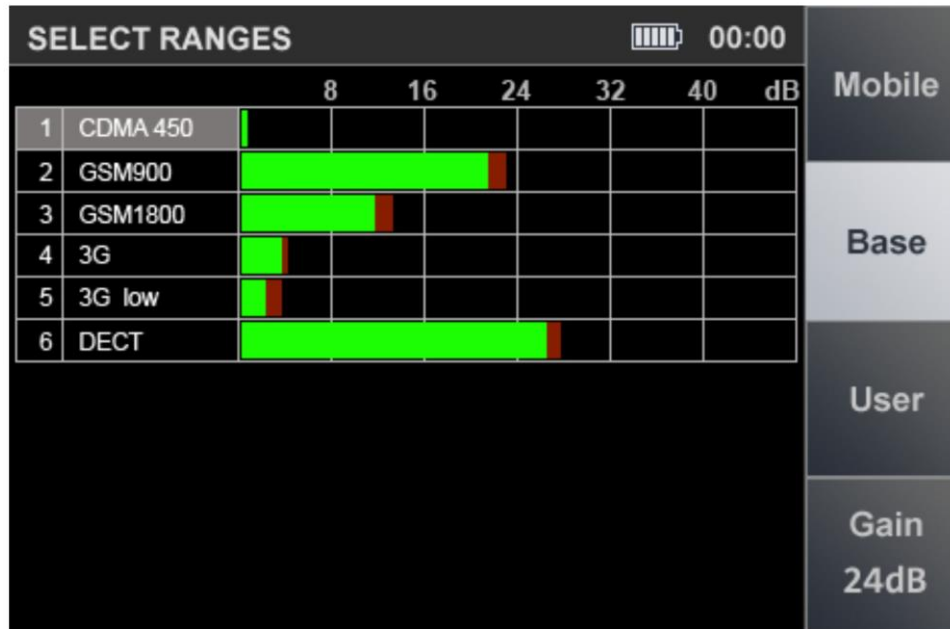 SELECT RANGES 00:00
8 16 24 32 40 dB
1 CDMA 450
2 GSM900
3 GSM1800
4 3G
5 3G low
6 DECT
Mobile
Base
User
Gain
24dB